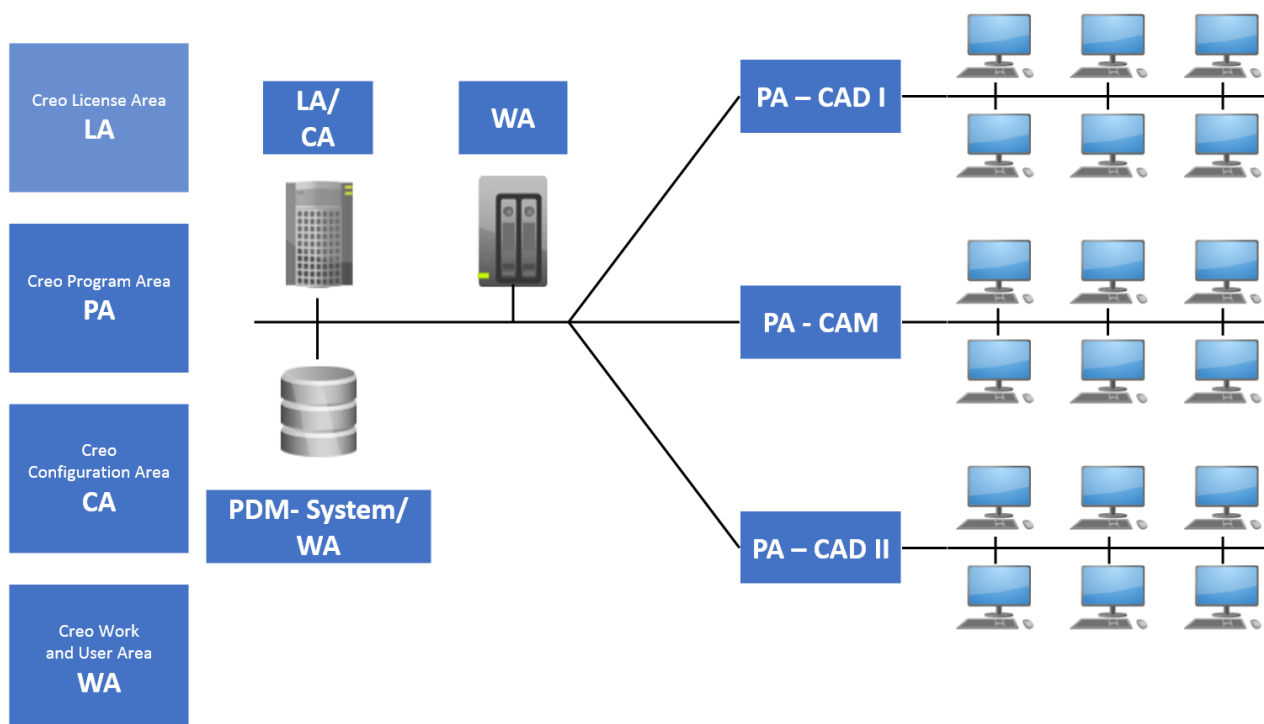 Creo License Area
LA
Creo Program Area
PA
Creo
Configuration Area
CA
Creo Work
and User Area
WA
LA/
CA
WA
PDM- System/
WA
PA – CAD I
PA - CAM
PA – CAD II